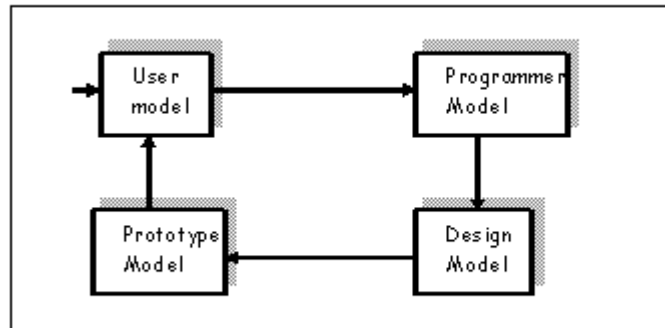 User
model
Programmer
Model
Prototype
Model
Design
Model